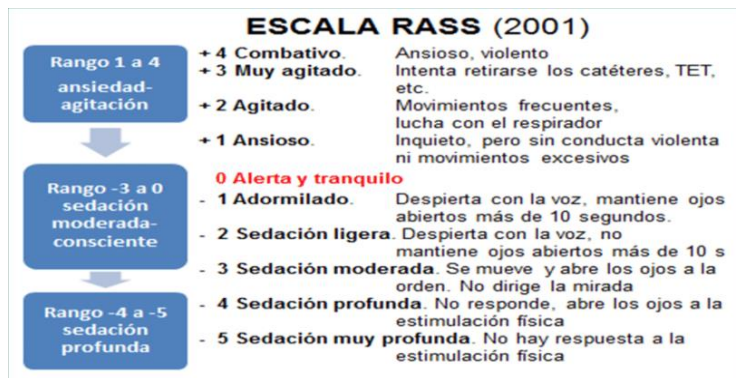 ESCALA RASS (2001)
Rango 1 a 4
ansiedad-
agitación
+ 4 Combativo. Ansioso, violento
+ 3 Muy agitado. Intenta retirarse los catéteres, TET,
etc.
+ 2 Agitado. Movimientos frecuentes,
lucha con el respirador
+ 1 Ansioso. Inquieto, pero sin conducta violenta
ni movimientos excesivos
Rango -3 a 0
sedación
moderada-
consciente
0 Alerta y tranquilo
- 1 Adormilado. Despierta con la voz, mantiene ojos
abiertos más de 10 segundos.
- 2 Sedación ligera. Despierta con la voz, no
mantiene ojos abiertos más de 10 s
- 3 Sedación moderada. Se mueve y abre los ojos a la
orden. No dirige la mirada
Rango -4 a -5
sedación
profunda
- 4 Sedación profunda. No responde, abre los ojos a la
estimulación física
- 5 Sedación muy profunda. No hay respuesta a la
estimulación física